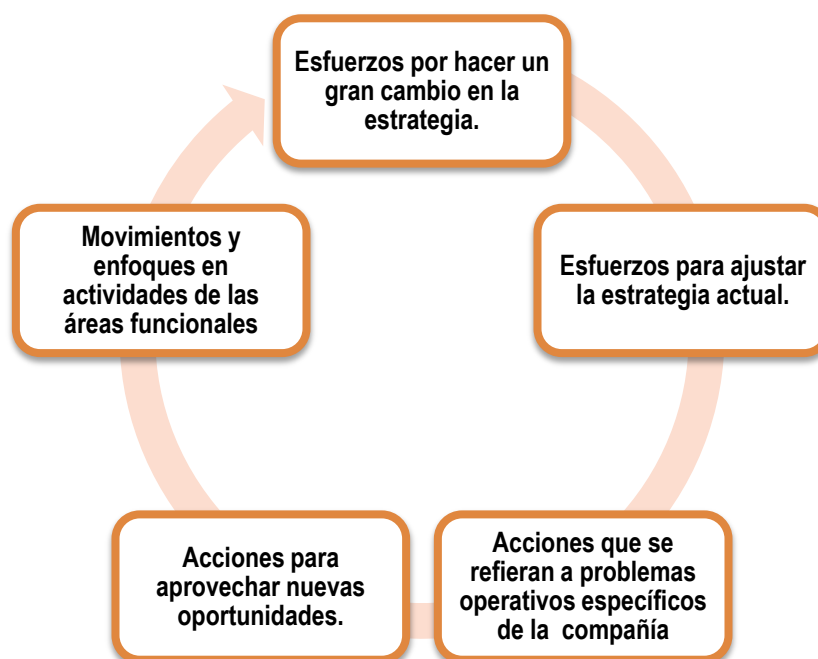 Esfuerzos por hacer un
gran cambio en la
estrategia.
Esfuerzos para ajustar
la estrategia actual.
Acciones que se
refieran a problemas
operativos específicos
de la compañía
Acciones para
aprovechar nuevas
oportunidades.
Movimientos y
enfoques en
actividades de las
áreas funcionales